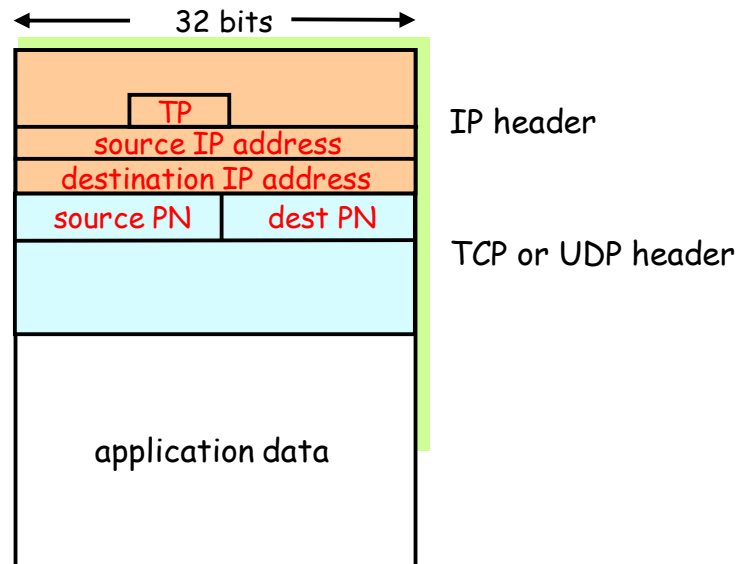 32 bits
TP
IP header
source IP address
destination IP address
source PN dest PN
TCP or UDP header
application data